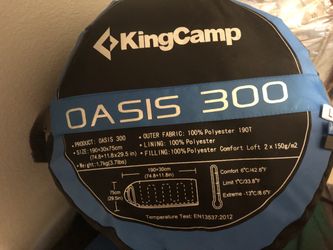 KingCamp
OASIS 300
• PRODUCT: OASIS 300
• SIZE: 190+30x75cm
(74.8+11.8x29.5 in)
• Weight: 1.7kg(3.7lbs)
• OUTER FABRIC: 100% Polyester 190T
• LINING: 100% Polyester
• FILLING: 100% Polyester Comfort Loft 2 x 150g/m2
190+30cm
(74.8+11.8in)
75cm
(29.5in)
Comfort 6°C/42.8°F
Limit 1°C/33.8°F
Extreme -13°C/8.6°F
Temperature Test: EN13537:2012